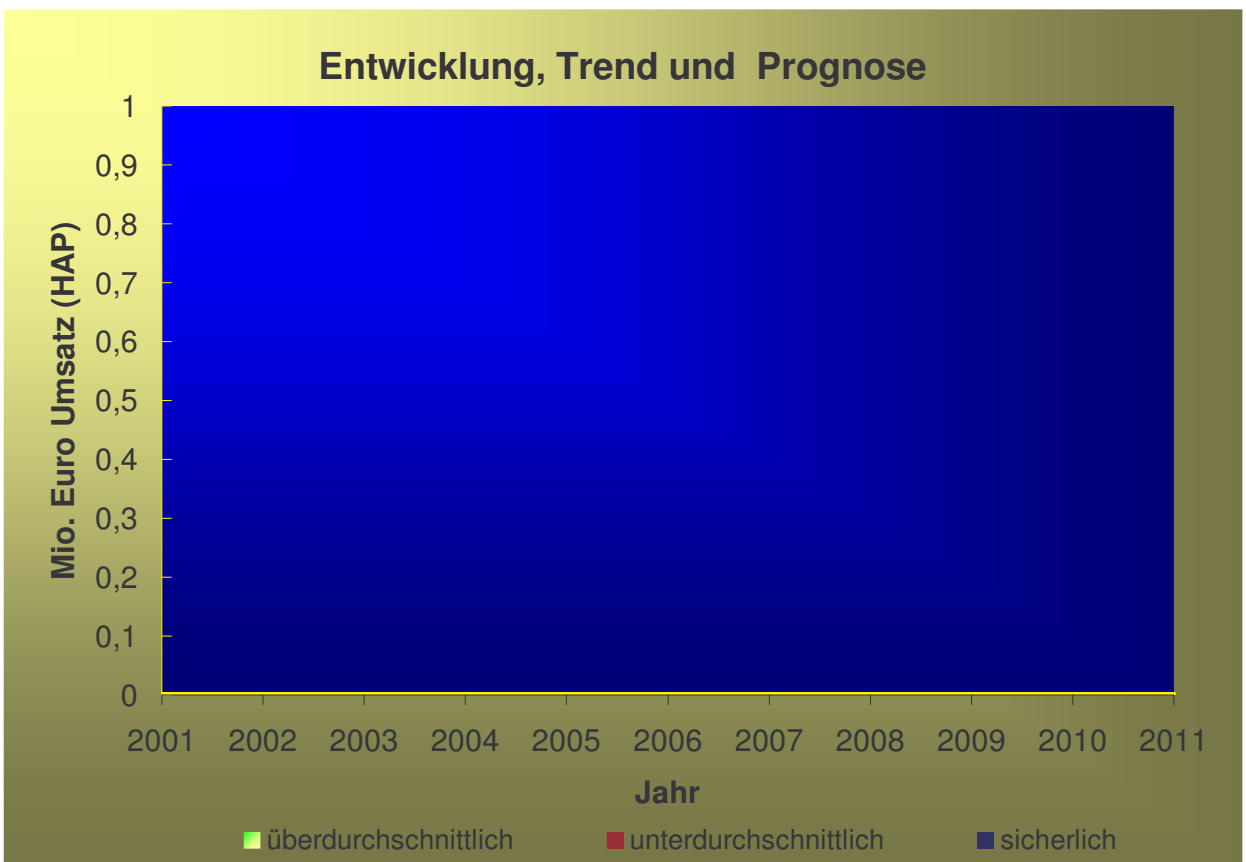 Entwicklung, Trend und  Prognose
1
0,9
0,8
0,7
0,6
0,5
0,4
0,3
0,2
0,1
0
Mio. Euro Umsatz (HAP)
2001 2002 2003 2004 2005 2006 2007 2008 2009 2010 2011
Jahr
überdurchschnittlich unterdurchschnittlich sicherlich